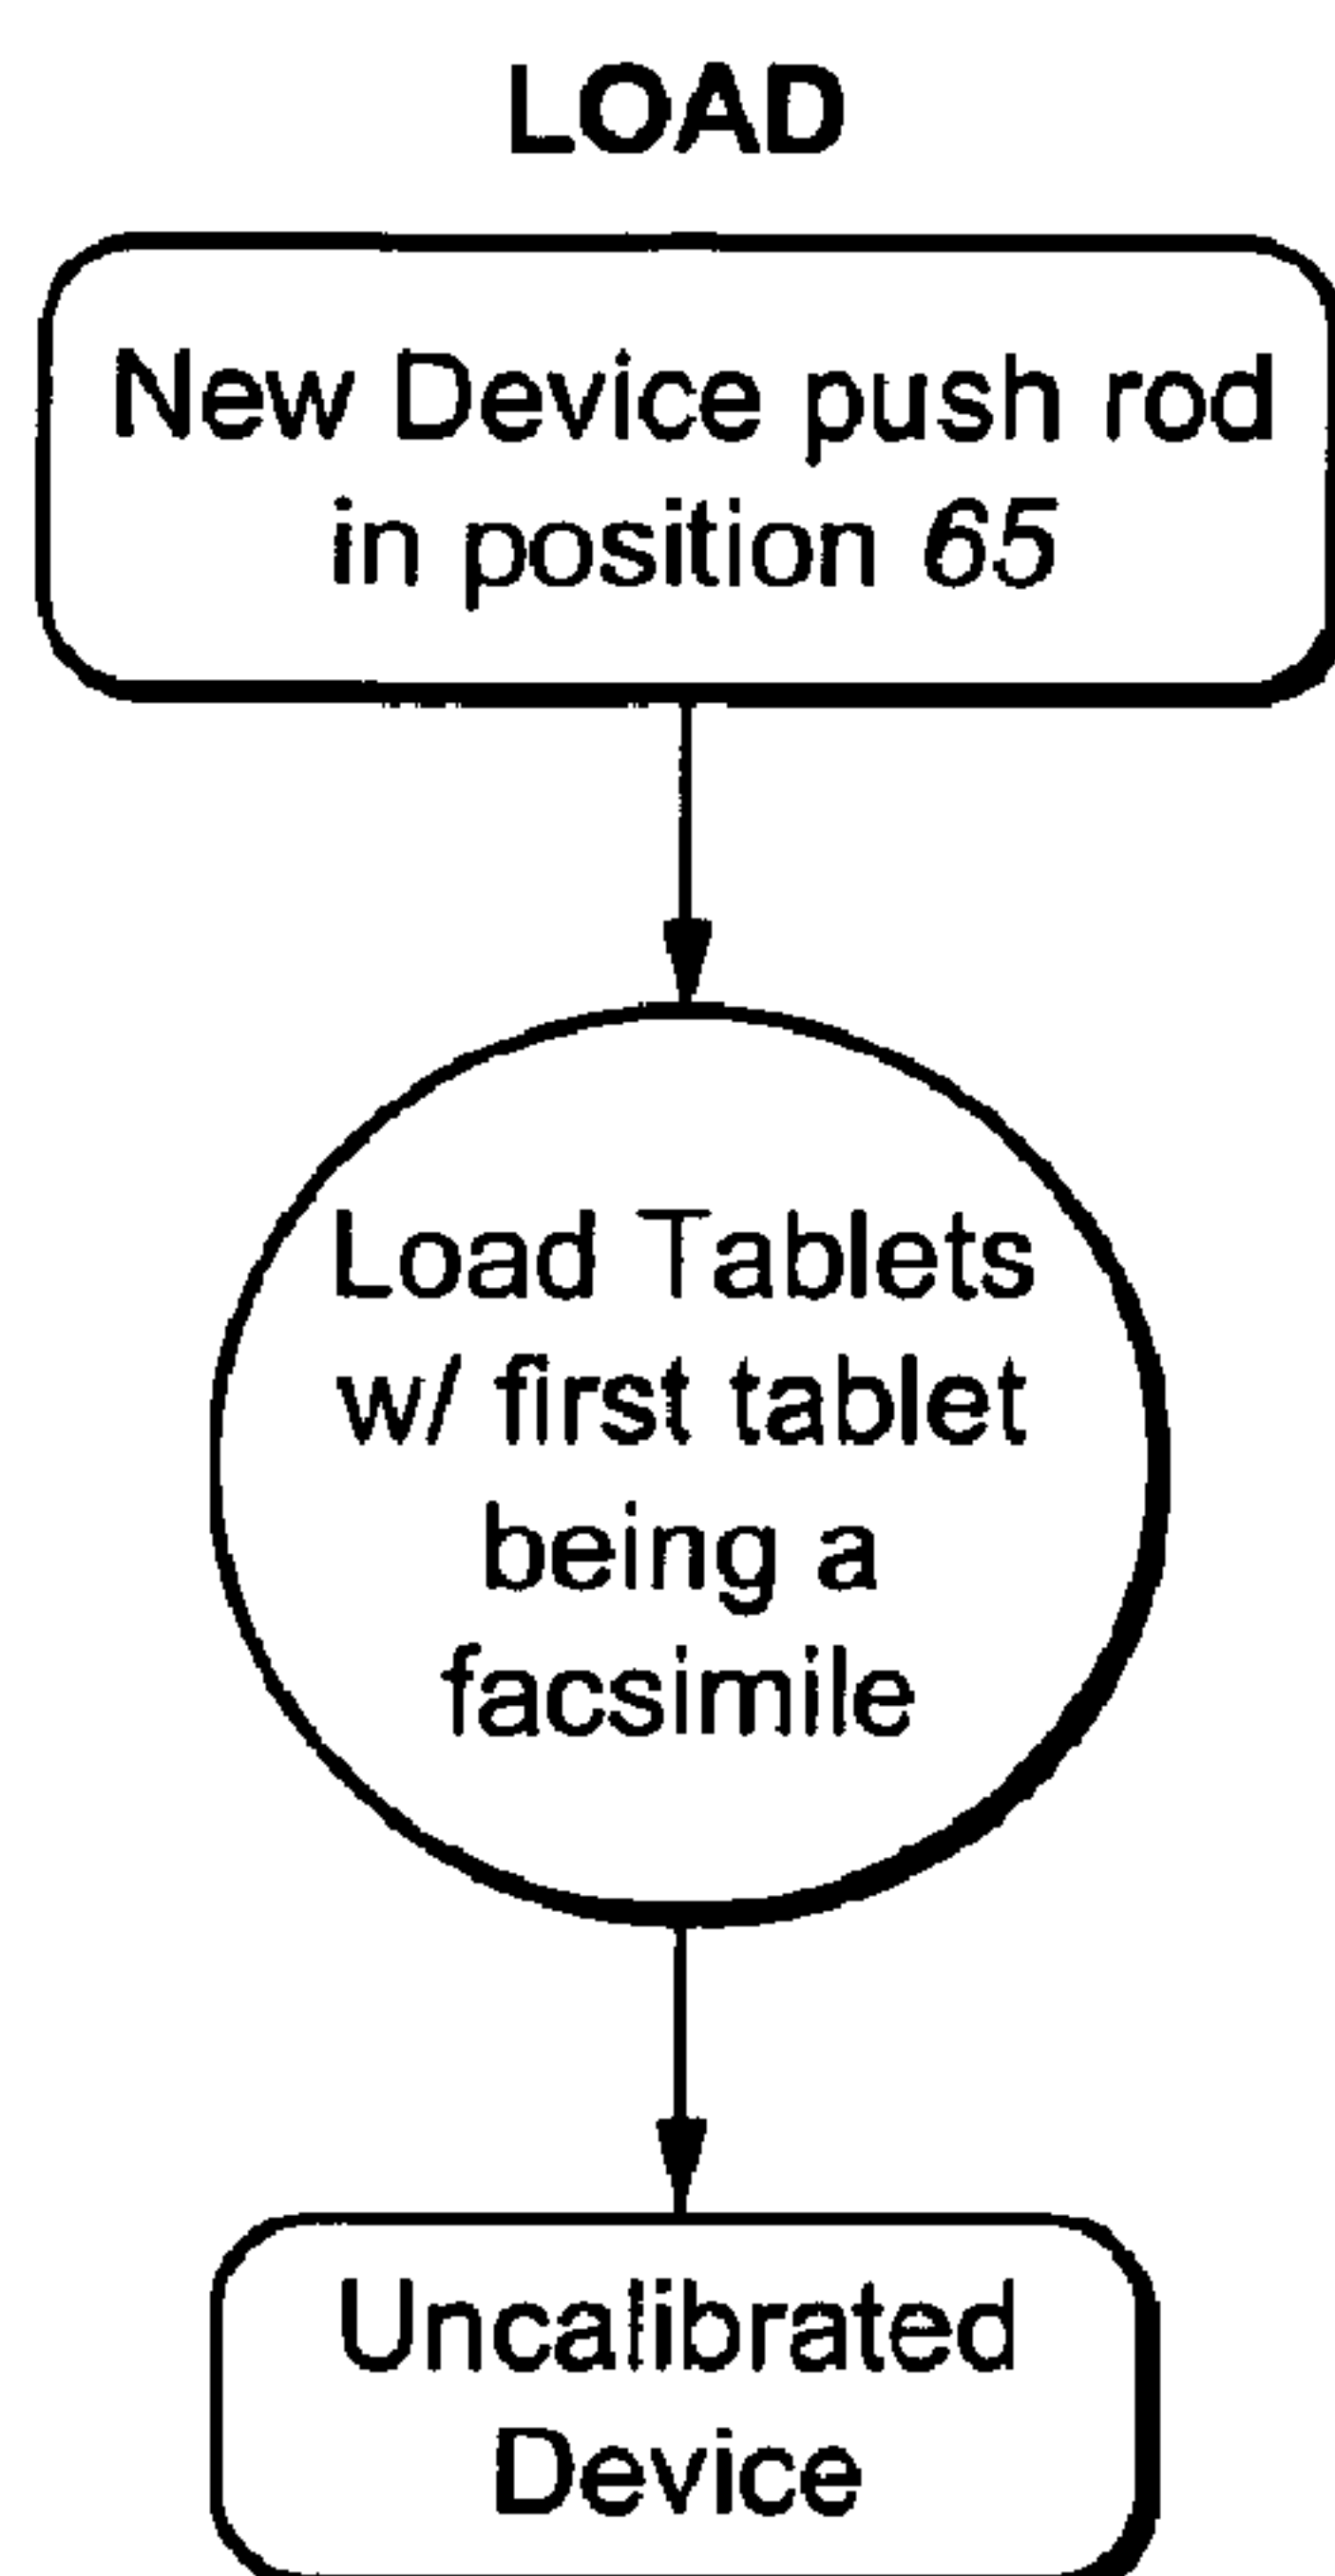 LOAD
New Device push rod
in position 65
Load Tablets
w/ first tablet
being a
facsimile
Uncalibrated
Device